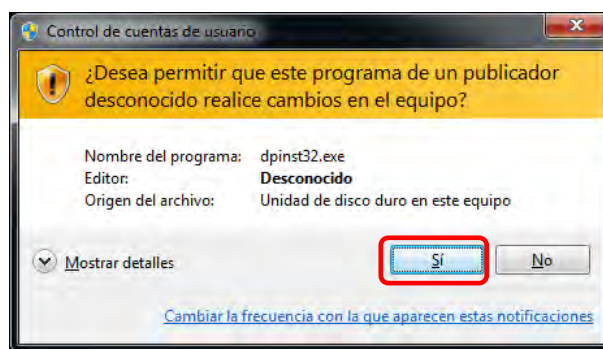 Control de cuentas de usuario
¿Desea permitir que este programa de un publicador
desconocido realice cambios en el equipo?
Nombre del programa: dpinst32.exe
Editor: Desconocido
Origen del archivo: Unidad de disco duro en este equipo
Mostrar detalles Sí No
Cambiar la frecuencia con la que aparecen estas notificaciones